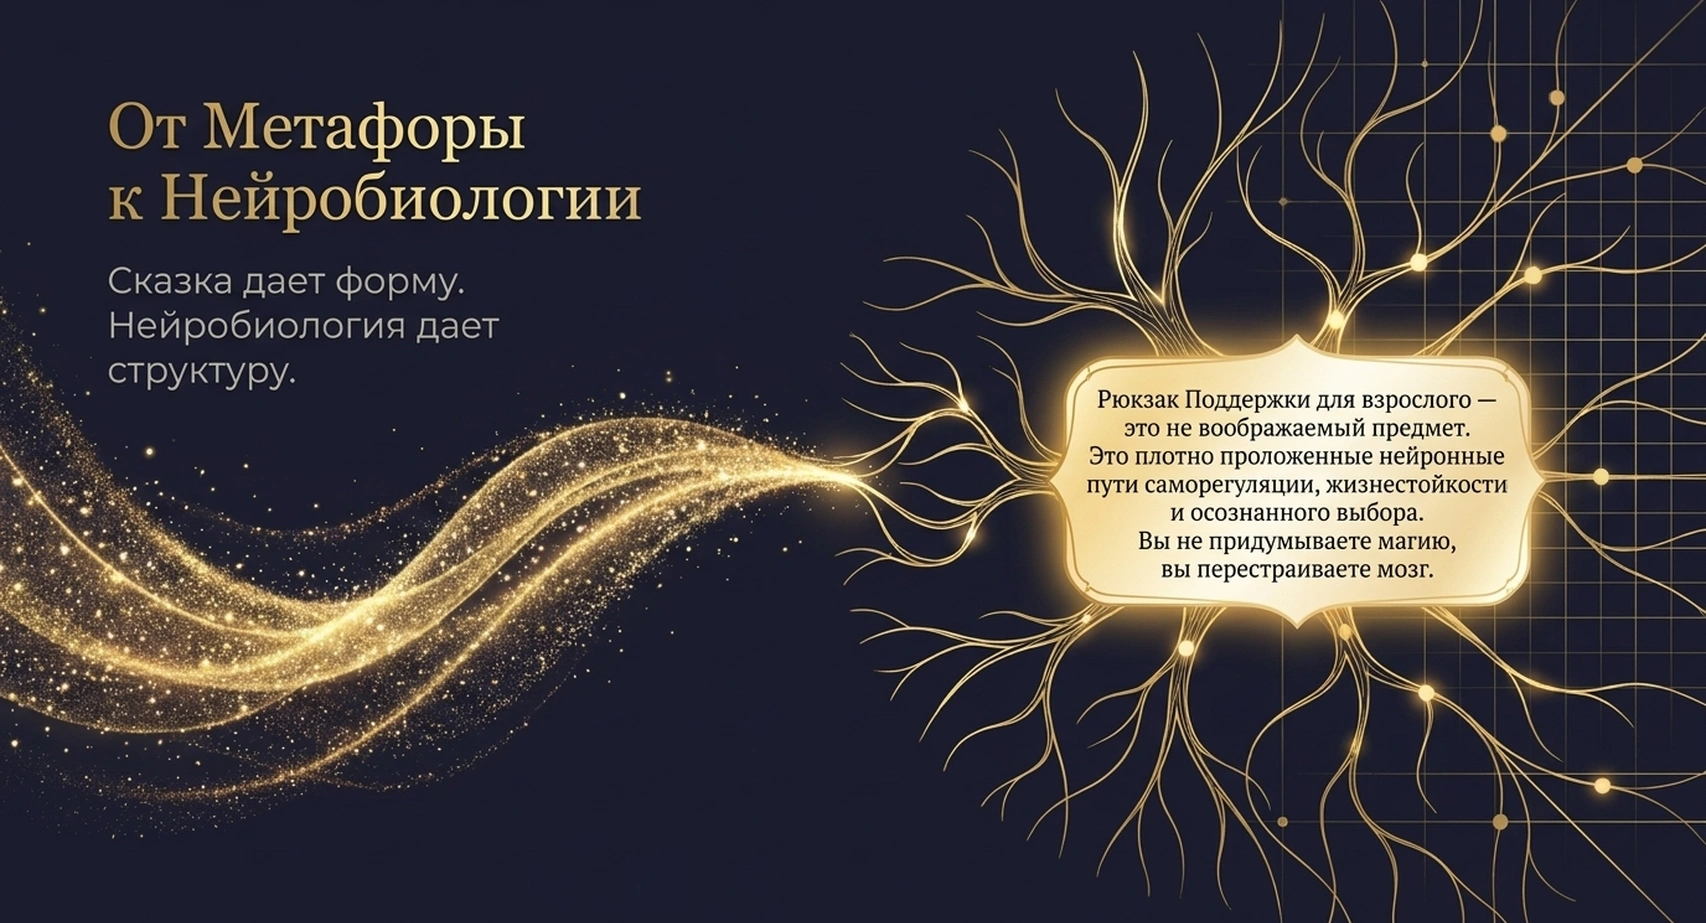 От Метафоры
к Нейробиологии
Сказка дает форму.
Нейробиология дает
структуру.
Рюкзак Поддержки для взрослого —
это не воображаемый предмет.
Это плотно проложенные нейронные
пути саморегуляции, жизнестойкости
и осознанного выбора.
Вы не придумываете магию,
вы перестраиваете мозг.